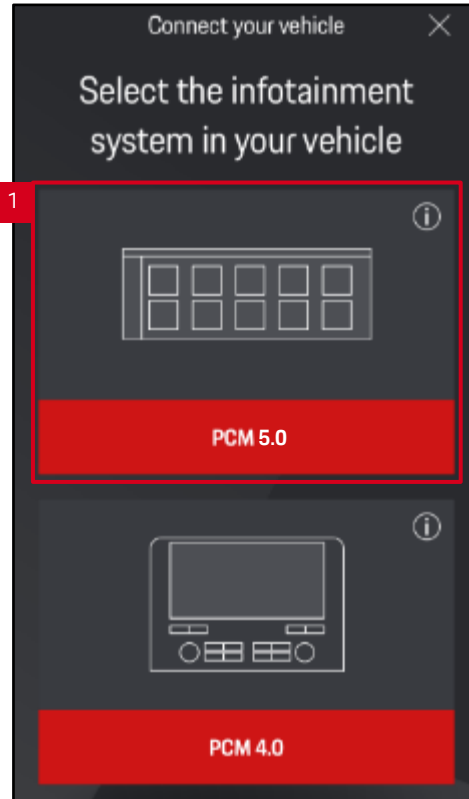 Connect your vehicle
Select the infotainment
system in your vehicle
1
PCM 5.0
PCM 4.0